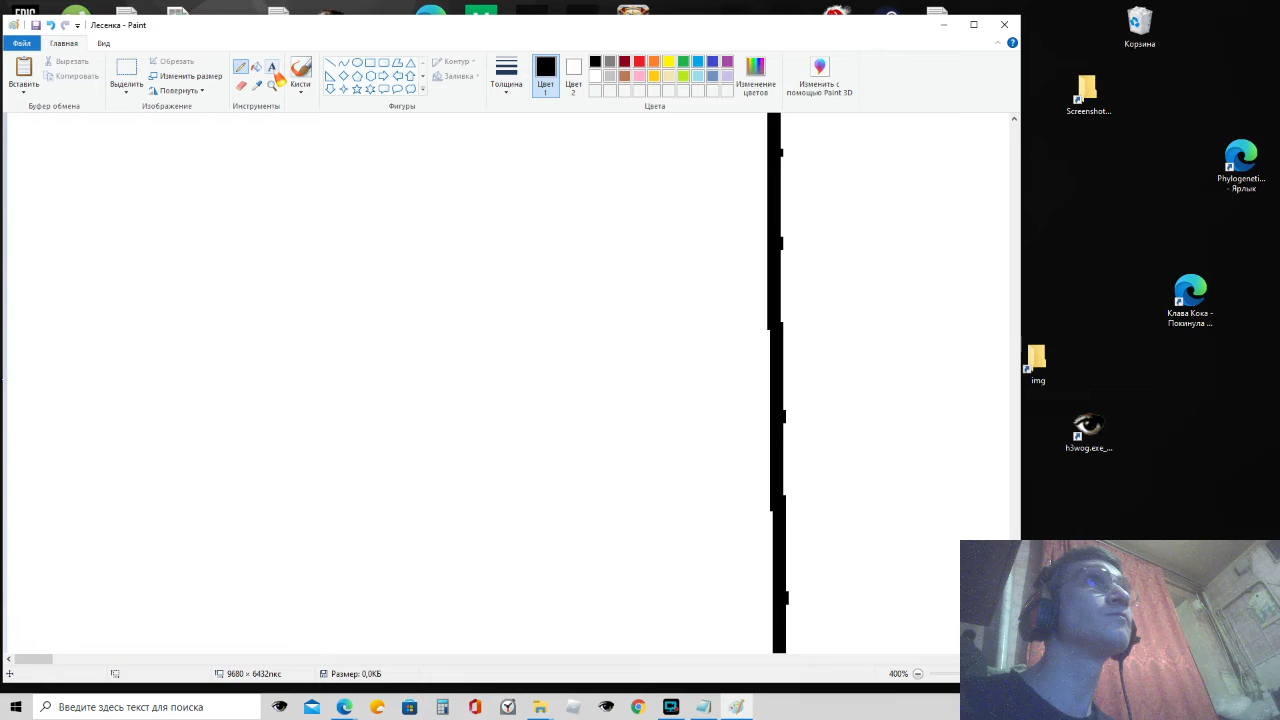 EPIC
Лесенка - Paint
Файл Главная Вид
Вставить
Буфер обмена
Вырезать
Копировать
Выделить
Обрезать
Изменить размер
Повернуть
Изображение
A
Инструменты
Кисти
Контур
Заливка
Фигуры
Толщина
Цвет 1
Цвет 2
Цвета
Изменение цветов
Изменить с помощью Paint 3D
Корзина
Screenshot...
Phylogeneti... - Ярлык
Клава Кока - Покинула ...
img
h3wog.exe_...
9680 × 6432пкс
Размер: 0,0КБ
400%
Введите здесь текст для поиска